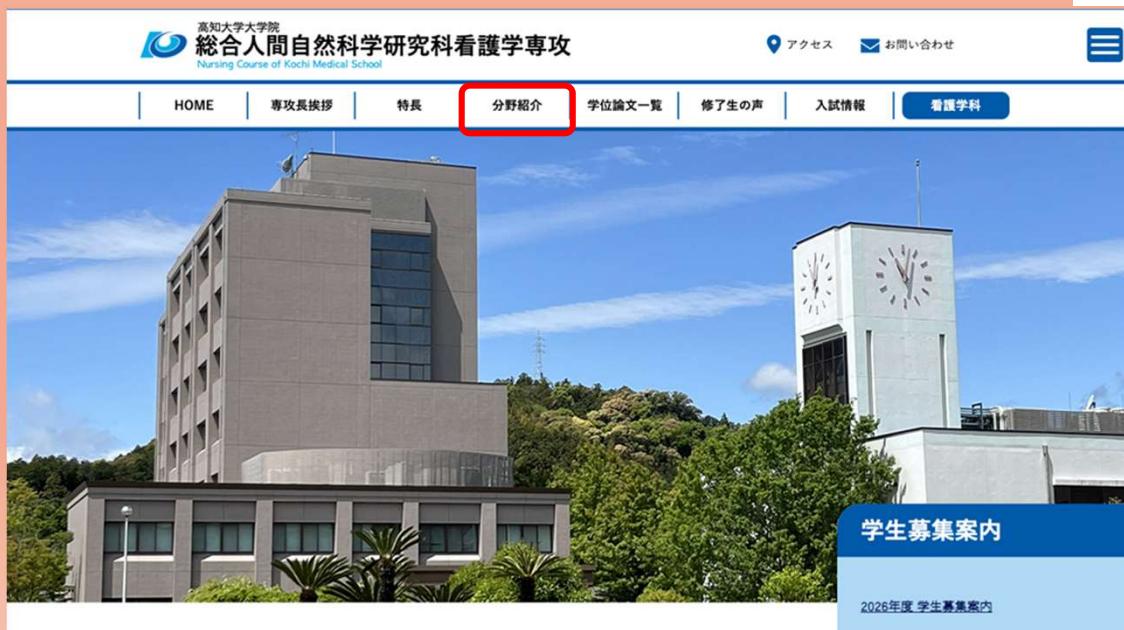 高知大学大学院
総合人間自然科学研究科看護学専攻
Nursing Course of Kochi Medical School
アクセス
お問い合わせ
HOME
専攻長挨拶
特長
分野紹介
学位論文一覧
修了生の声
入試情報
看護学科
学生募集案内
2026年度 学生募集案内